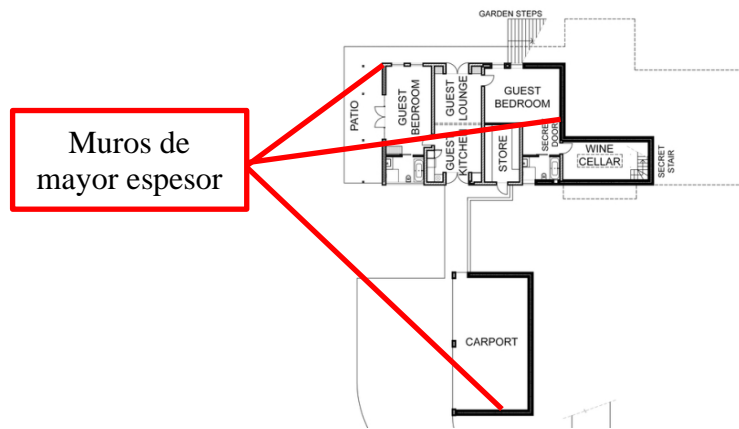 GARDEN STEPS
Muros de
mayor espesor
PATIO
GUEST
BEDROOM
GUEST
LOUNGE
GUEST
BEDROOM
GUEST
KITCHEN
STORE
SECRET
DOOR
WINE
CELLAR
SECRET
STAIR
CARPORT